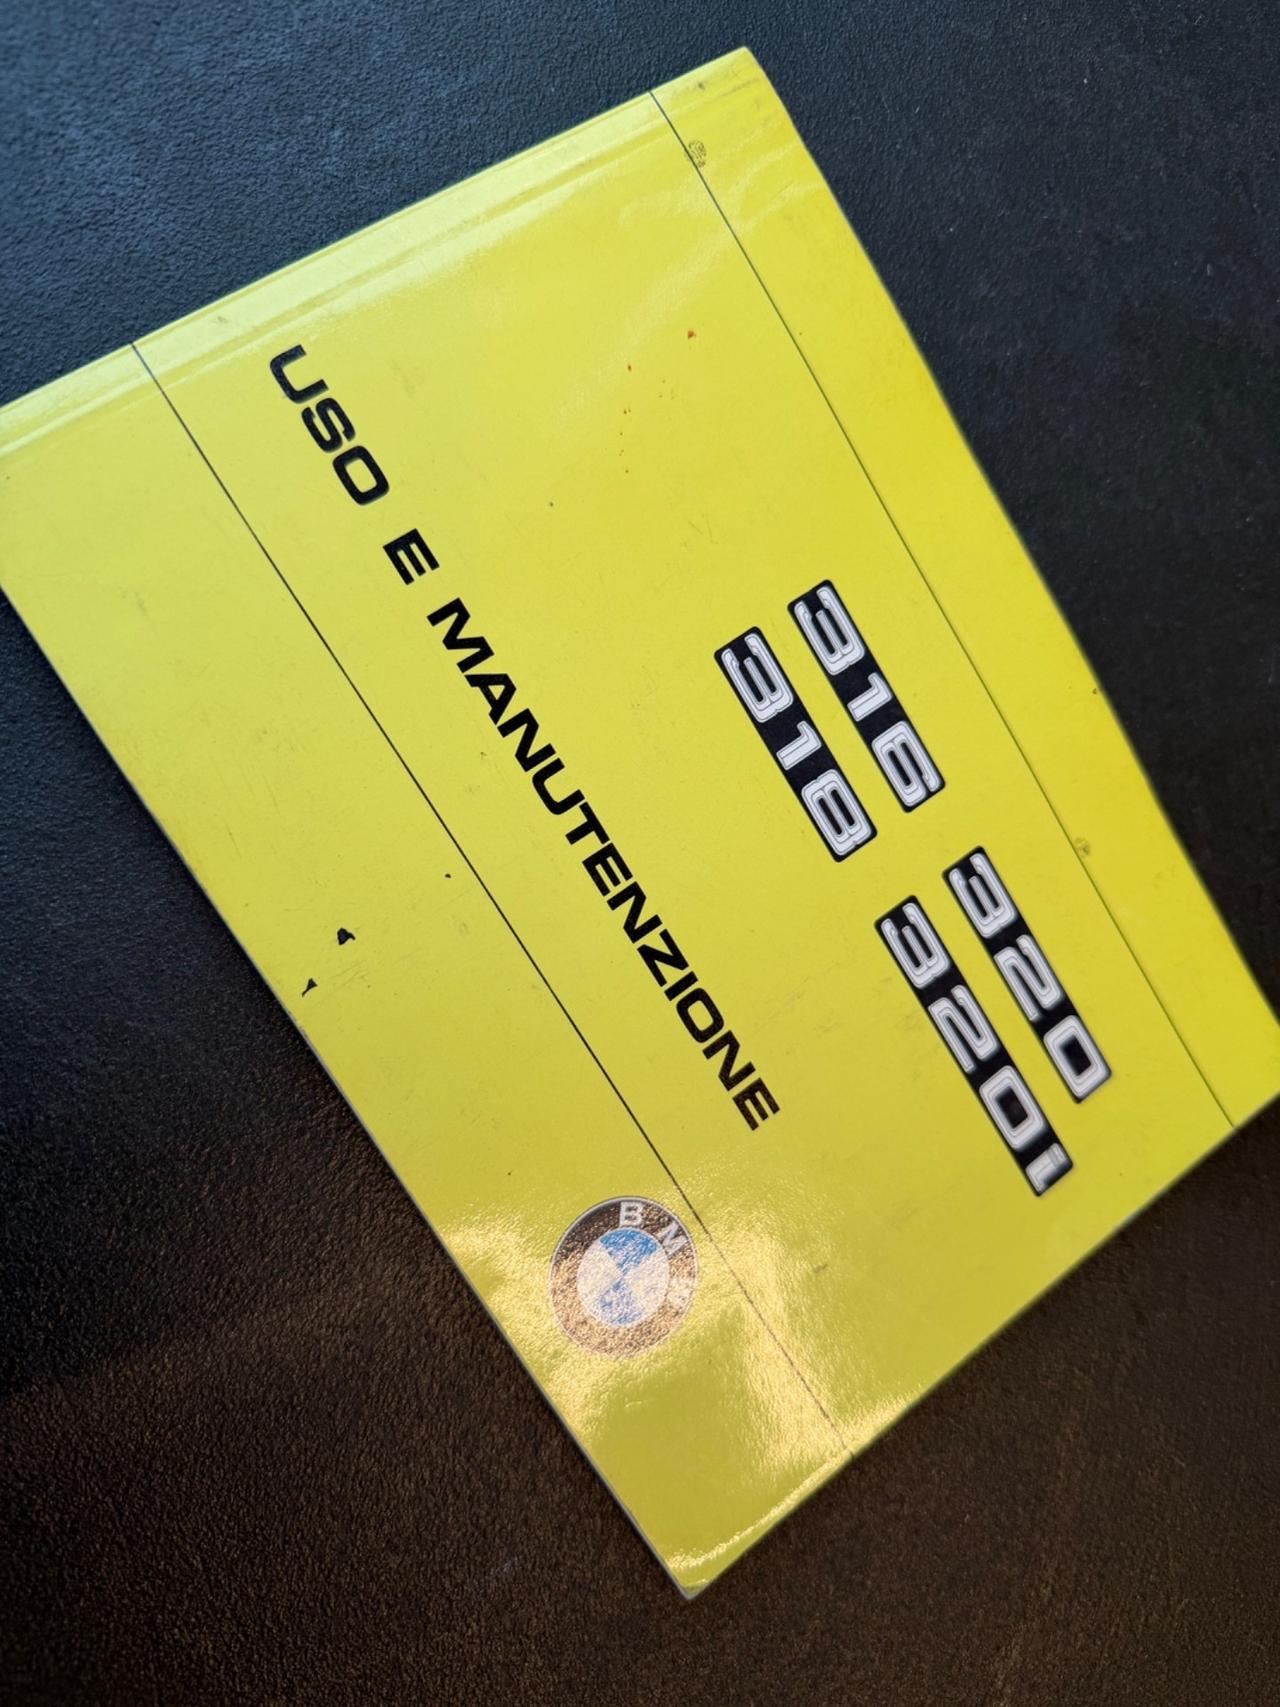 316 320
318 320i
USO E MANUTENZIONE
BMW